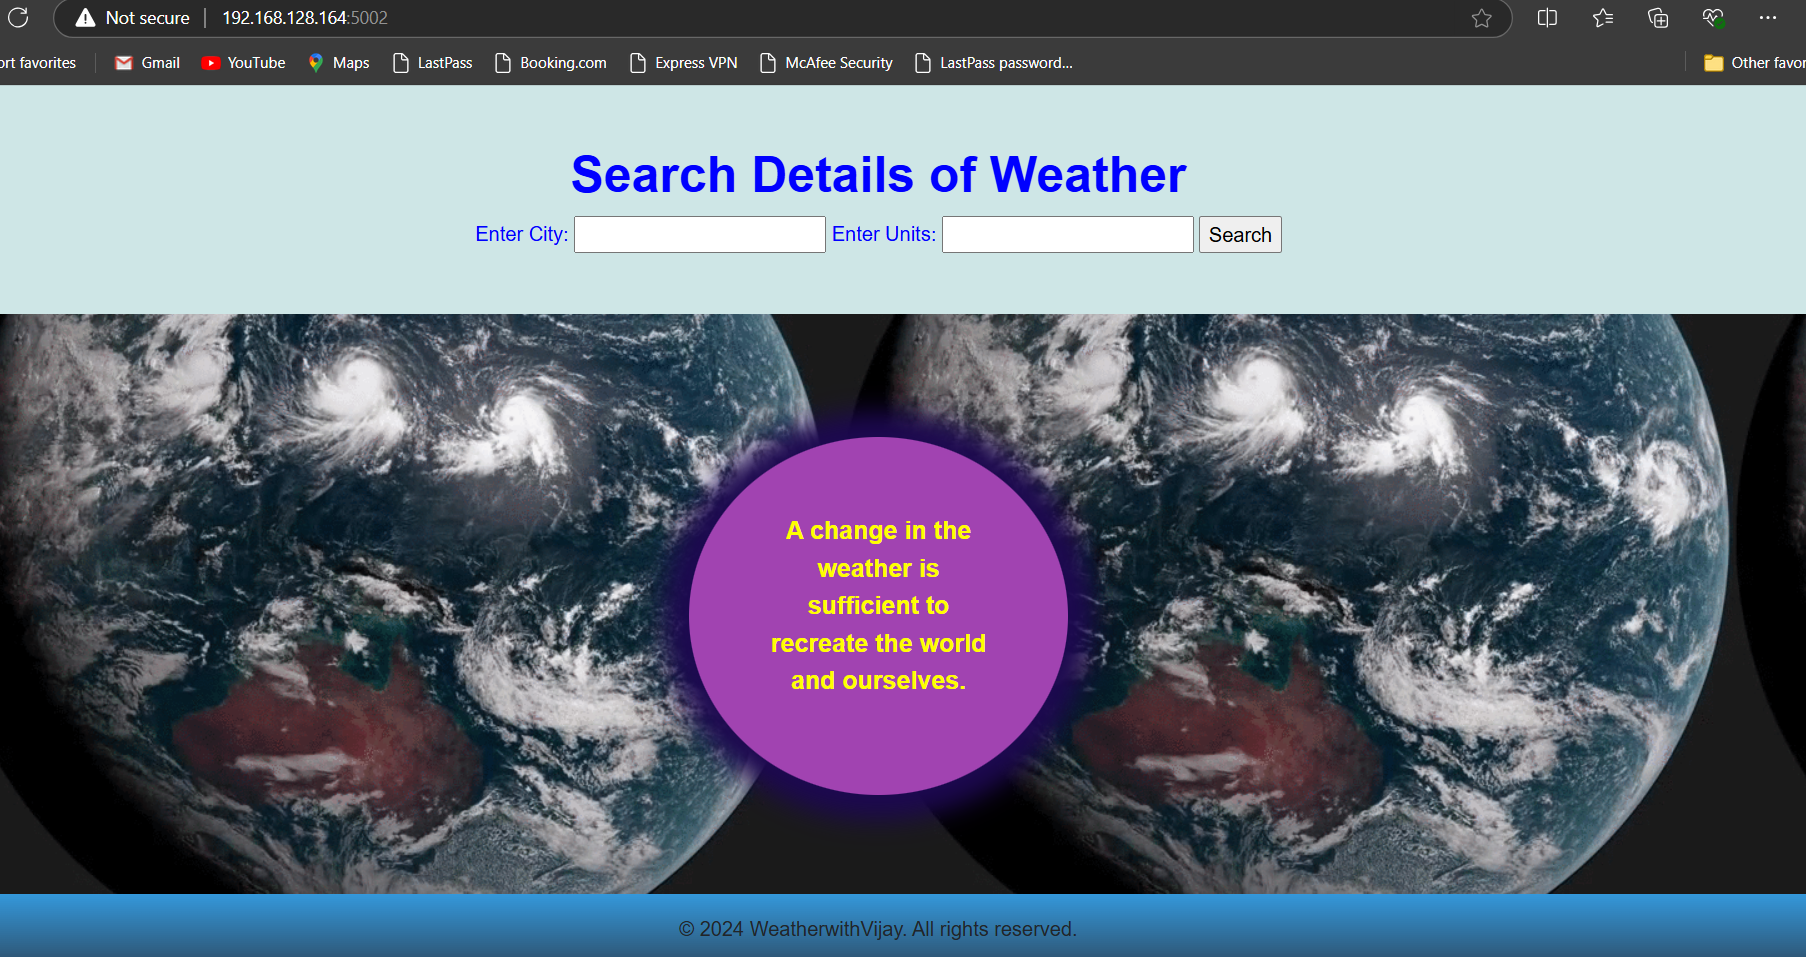 Not secure 192.168.128.164:5002
ort favorites Gmail YouTube Maps LastPass Booking.com Express VPN McAfee Security LastPass password... Other favor
Search Details of Weather
Enter City: Enter Units: Search
A change in the
weather is
sufficient to
recreate the world
and ourselves.
© 2024 WeatherwithVijay. All rights reserved.